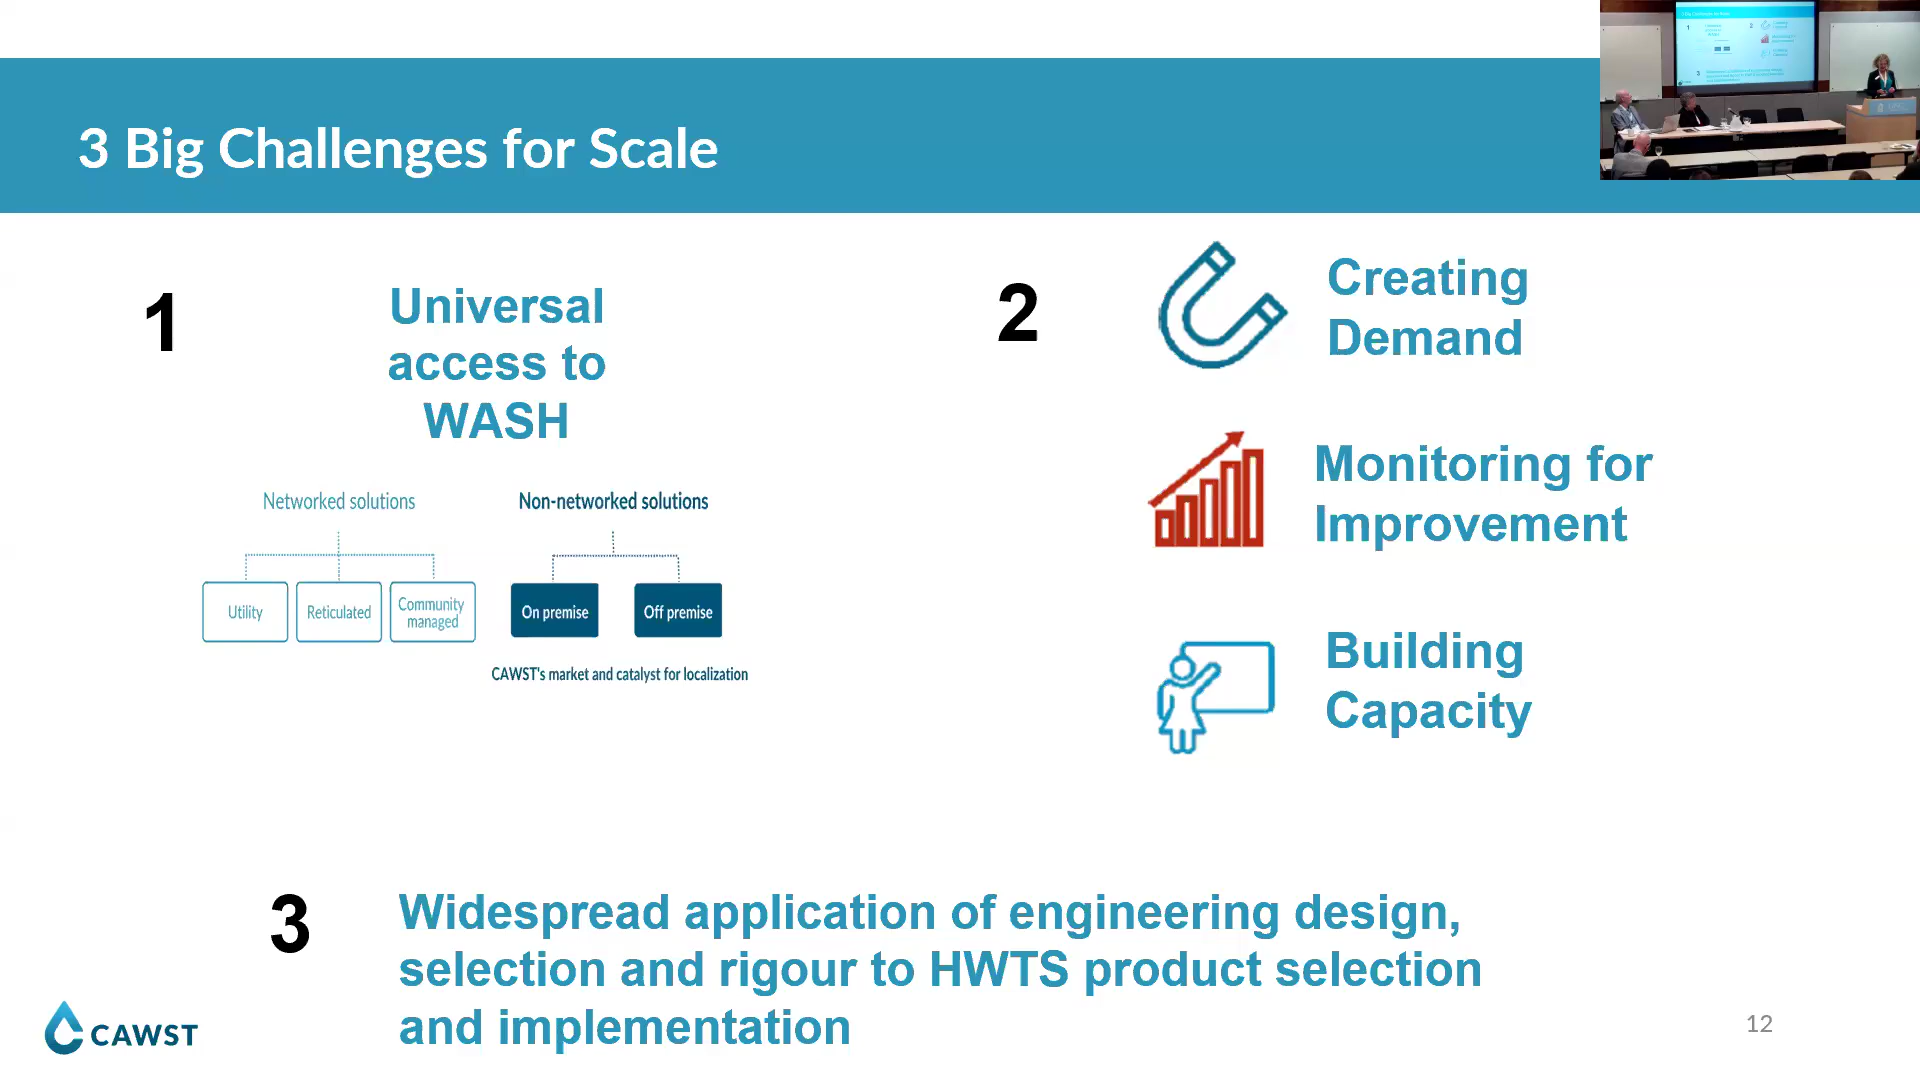 3 Big Challenges for Scale
1
Universal
access to
WASH
Networked solutions
Non-networked solutions
Utility
Reticulated
Community
managed
On premise
Off premise
CAWST's market and catalyst for localization
2
Creating
Demand
Monitoring for
Improvement
Building
Capacity
3
Widespread application of engineering design,
selection and rigour to HWTS product selection
and implementation
CAWST
12